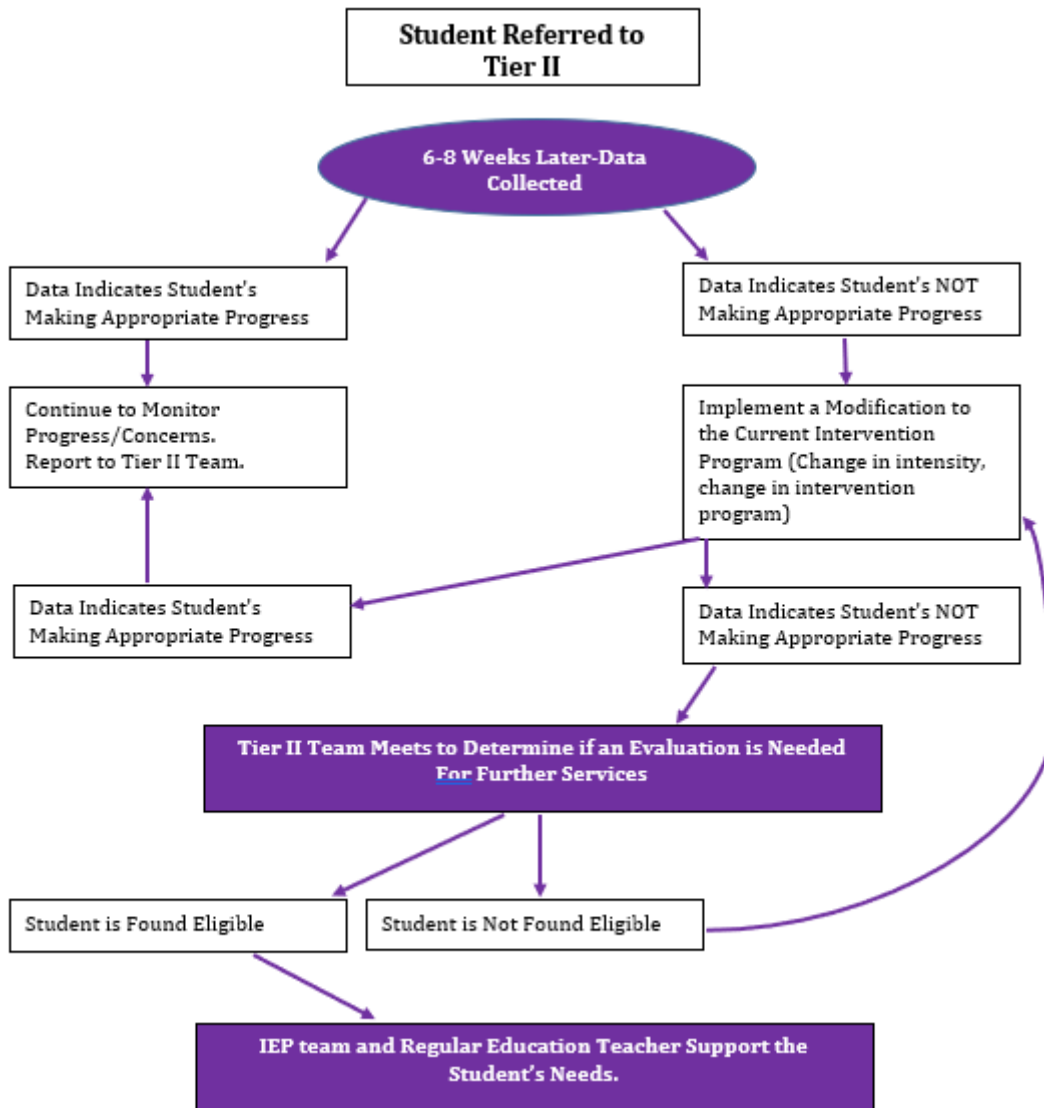 Student Referred to
Tier II
6-8 Weeks Later-Data
Collected
Data Indicates Student's
Making Appropriate Progress
Data Indicates Student's NOT
Making Appropriate Progress
Continue to Monitor
Progress/Concerns.
Report to Tier II Team.
Implement a Modification to
the Current Intervention
Program (Change in intensity,
change in intervention
program)
Data Indicates Student's
Making Appropriate Progress
Data Indicates Student's NOT
Making Appropriate Progress
Tier II Team Meets to Determine if an Evaluation is Needed
For Further Services
Student is Found Eligible
Student is Not Found Eligible
IEP team and Regular Education Teacher Support the
Student's Needs.